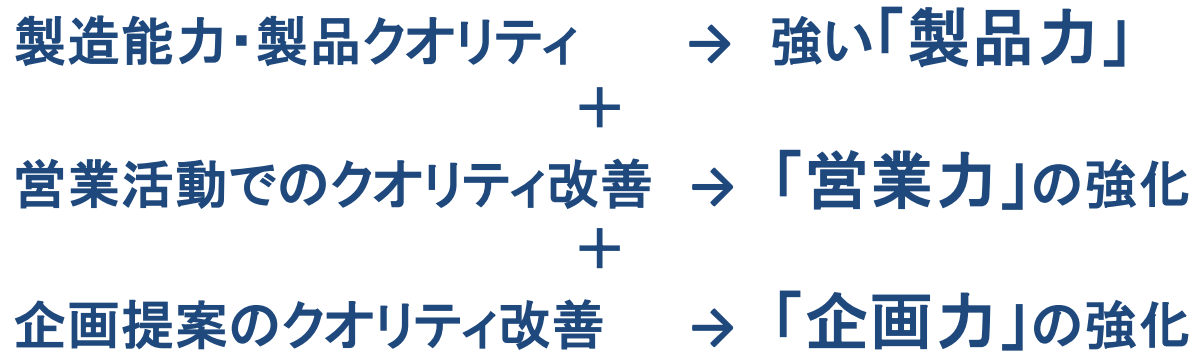 製造能力・製品クオリティ → 強い「製品力」
＋
営業活動でのクオリティ改善 → 「営業力」の強化
＋
企画提案のクオリティ改善 → 「企画力」の強化